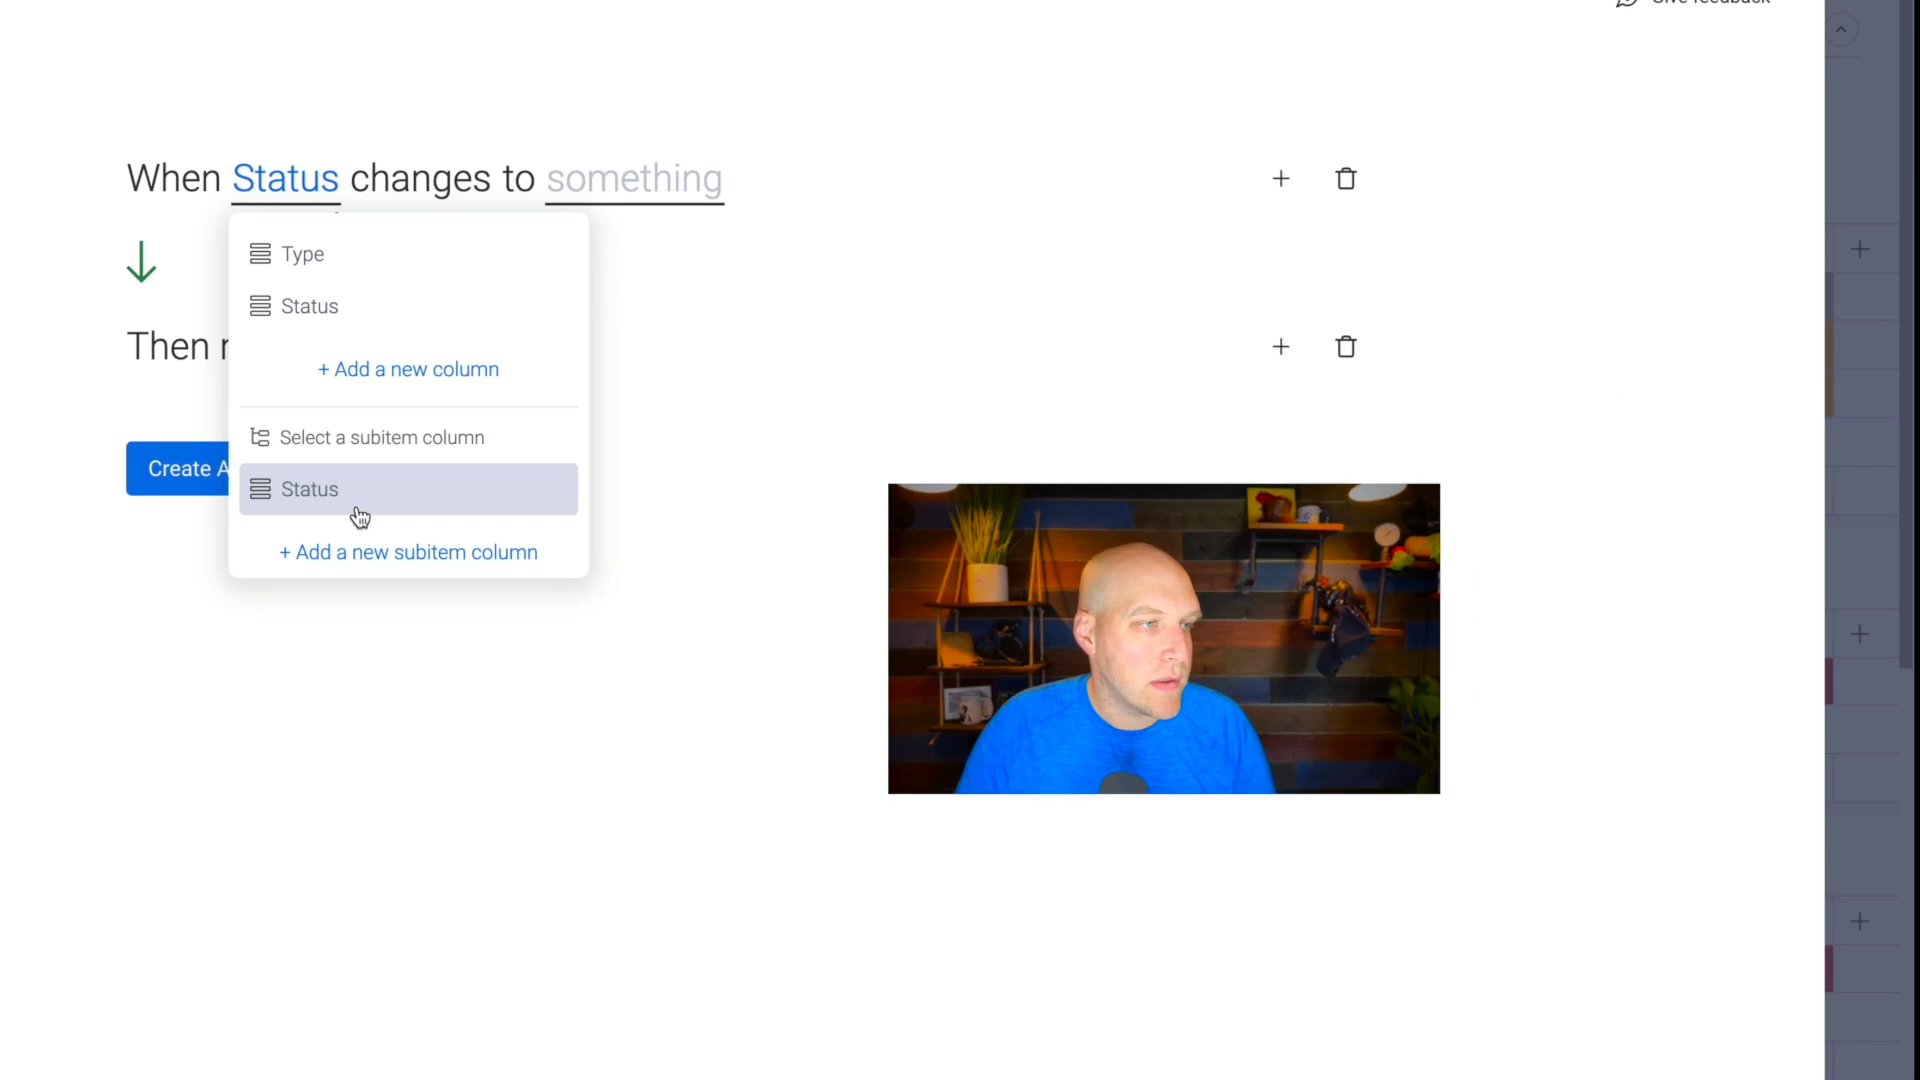 When Status changes to something
Type
Status
Then
+ Add a new column
Select a subitem column
Create A
Status
+ Add a new subitem column